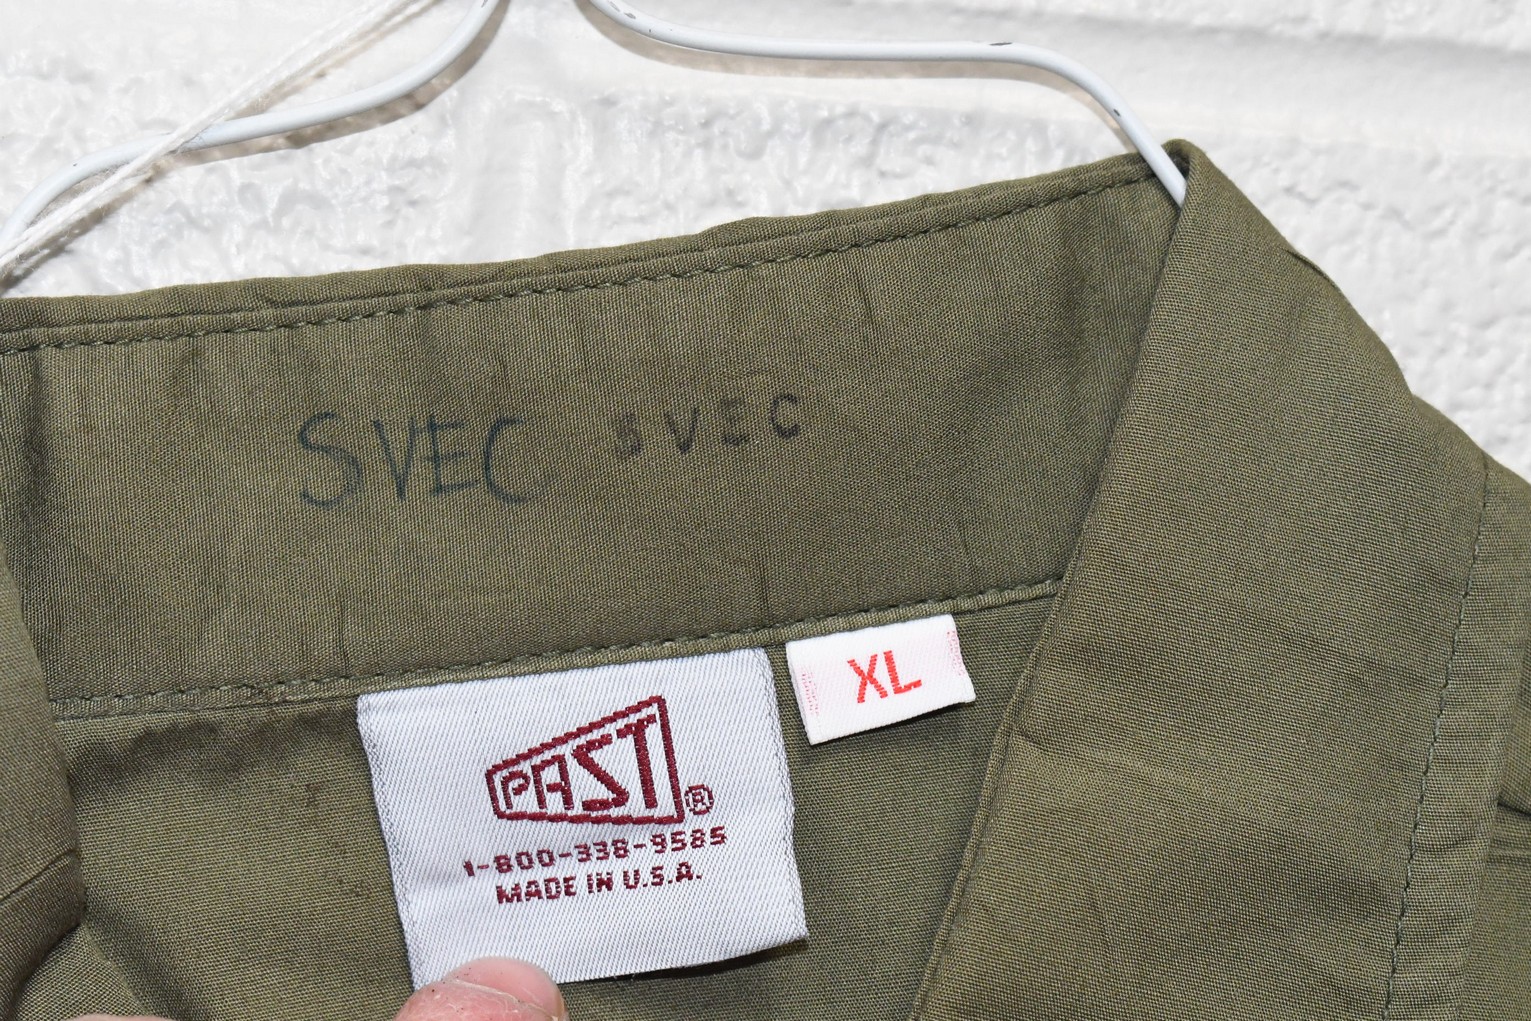 SVEC SVEC
XL
PAST®
1-800-338-9585
MADE IN U.S.A.